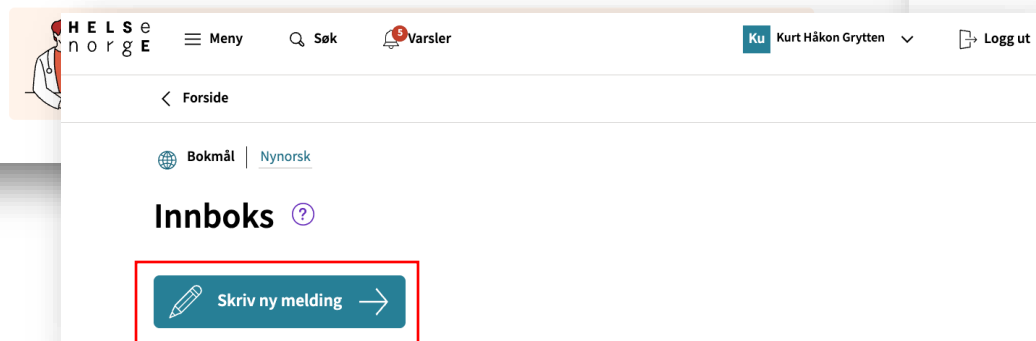 HELSe
norgE
Meny
Søk
5
Varsler
Ku
Kurt Håkon Grytten
Logg ut
Forside
Bokmål
Nynorsk
Innboks ?
Skriv ny melding